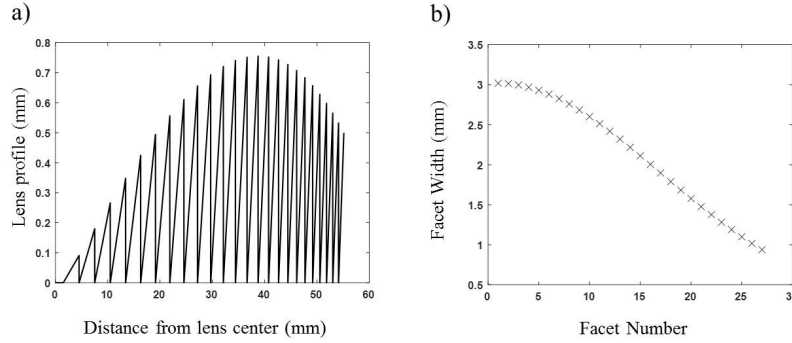 a)
0.8
0.7
0.6
0.5
0.4
0.3
0.2
0.1
0
0 10 20 30 40 50 60
Lens profile (mm)
Distance from lens center (mm)
b)
3.5
3
2.5
2
1.5
1
0.5
0 5 10 15 20 25 30
Facet Width (mm)
Facet Number